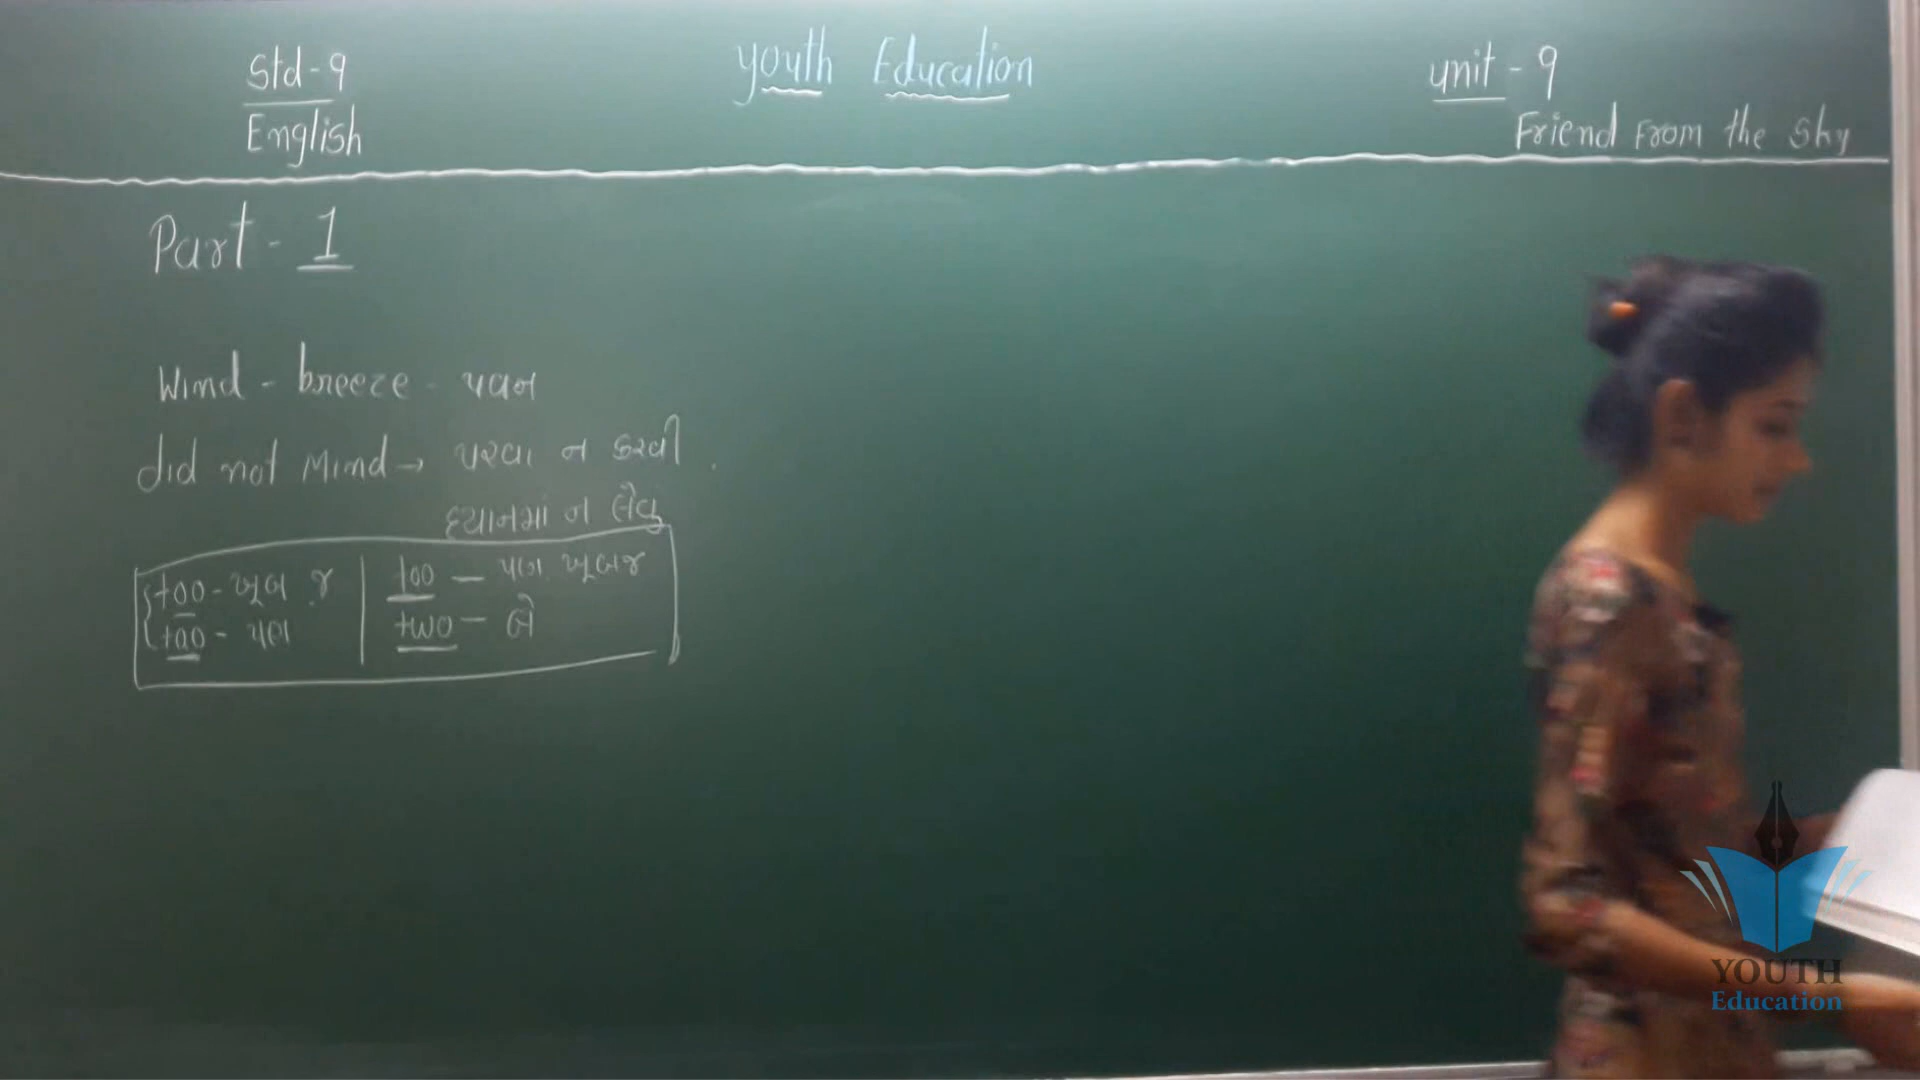 Std-9
English
youth Education
unit - 9
Friend From the Sky
Part - 1
Wind - breeze - પવન
did not Mind → પરવા ન કરવી.
ધ્યાનમાં ન લેવુ
too - ખૂબ જ
too - પણ
too - પણ. ખૂબજ
two - બે
YOUTH
Education